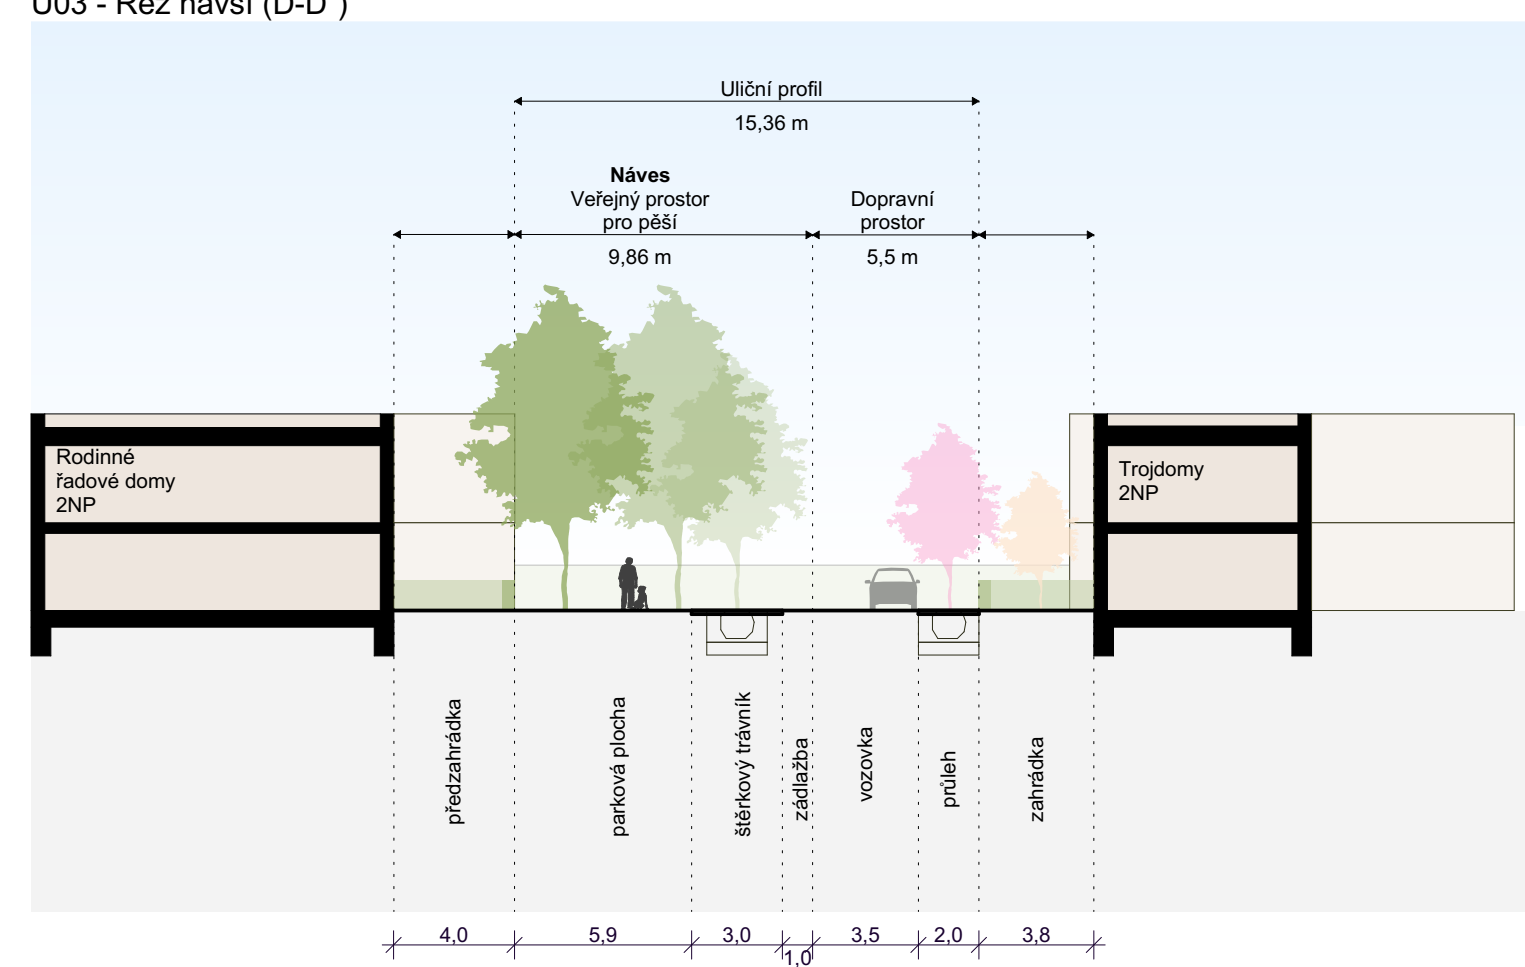 U03 - Řez návsí (D-D´)
Uliční profil
15,36 m
Náves
Veřejný prostor
pro pěší
9,86 m
Dopravní
prostor
5,5 m
Rodinné
řadové domy
2NP
Trojdomy
2NP
předzahrádka
parková plocha
štěrkový trávník
zádlažba
vozovka
průleh
zahrádka
4,0
5,9
3,0
1,0
3,5
2,0
3,8